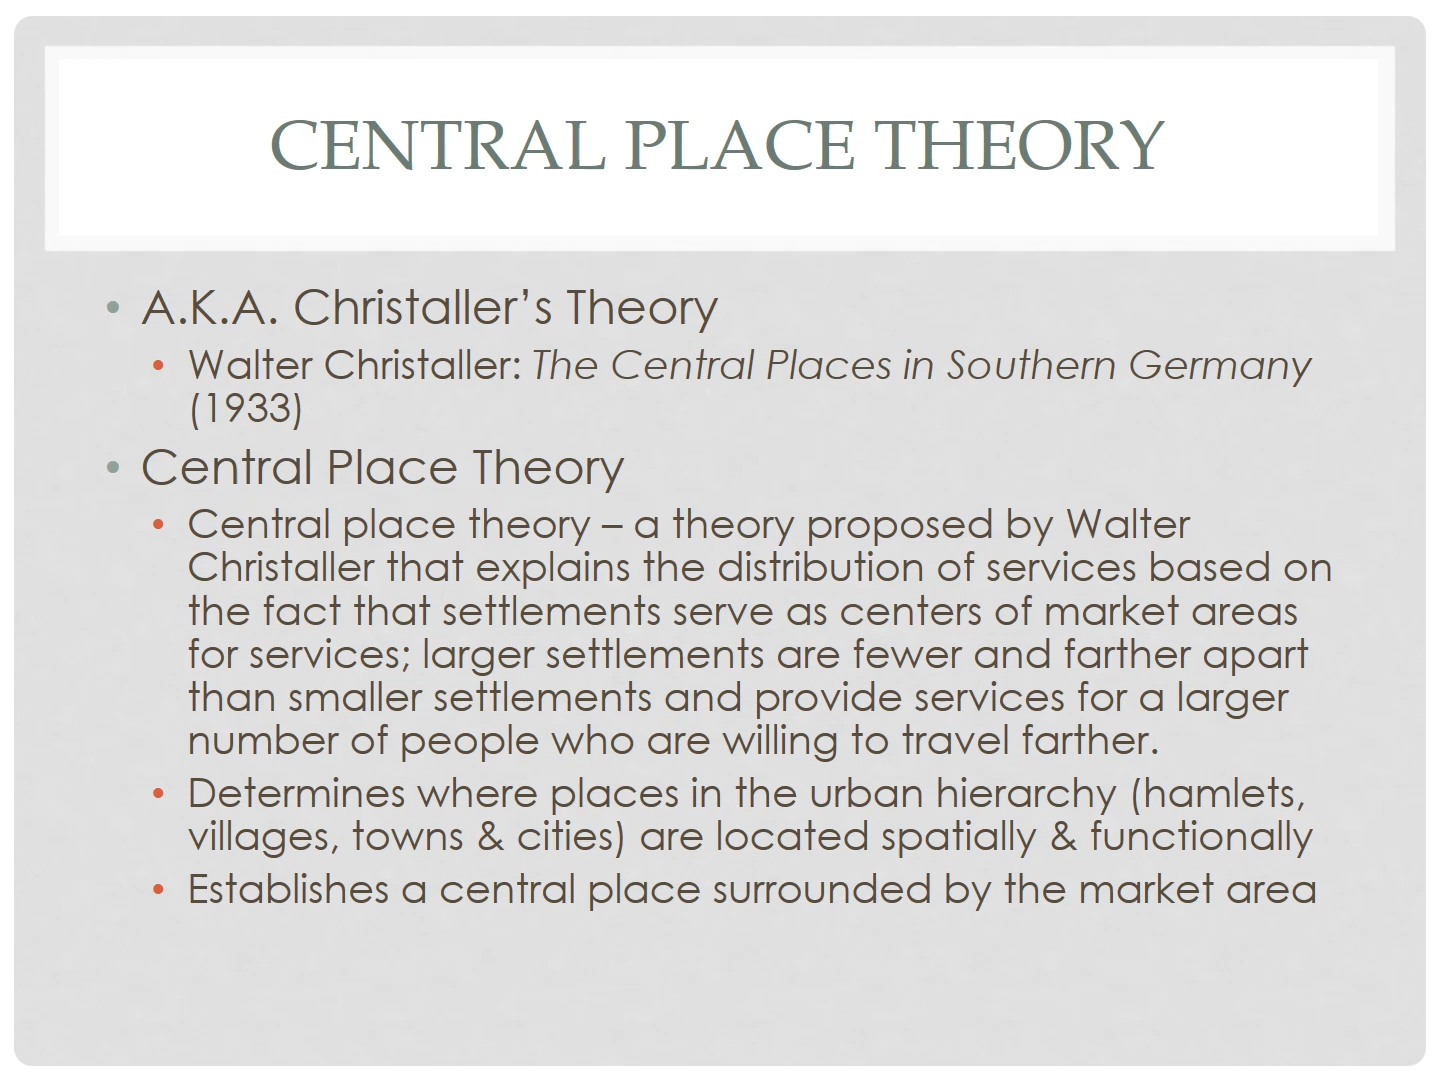 CENTRAL PLACE THEORY
• A.K.A. Christaller’s Theory
• Walter Christaller: The Central Places in Southern Germany
(1933)
• Central Place Theory
• Central place theory – a theory proposed by Walter
Christaller that explains the distribution of services based on
the fact that settlements serve as centers of market areas
for services; larger settlements are fewer and farther apart
than smaller settlements and provide services for a larger
number of people who are willing to travel farther.
• Determines where places in the urban hierarchy (hamlets,
villages, towns & cities) are located spatially & functionally
• Establishes a central place surrounded by the market area